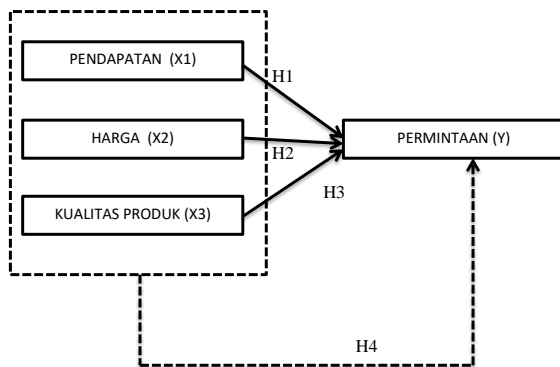 PENDAPATAN (X1)
H1
HARGA (X2)
H2
PERMINTAAN (Y)
H3
KUALITAS PRODUK (X3)
H4